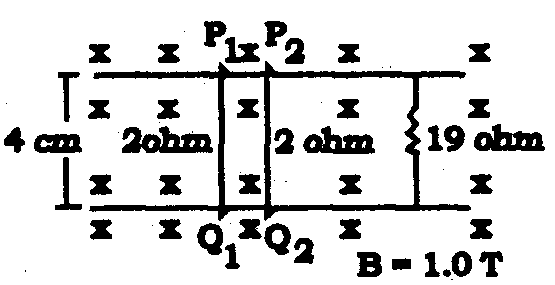 P1 P2
x x x x x
x x x x x
4 cm 2ohm 2 ohm 19 ohm
x x x x x
x x x x x
Q1 Q2
B = 1.0 T